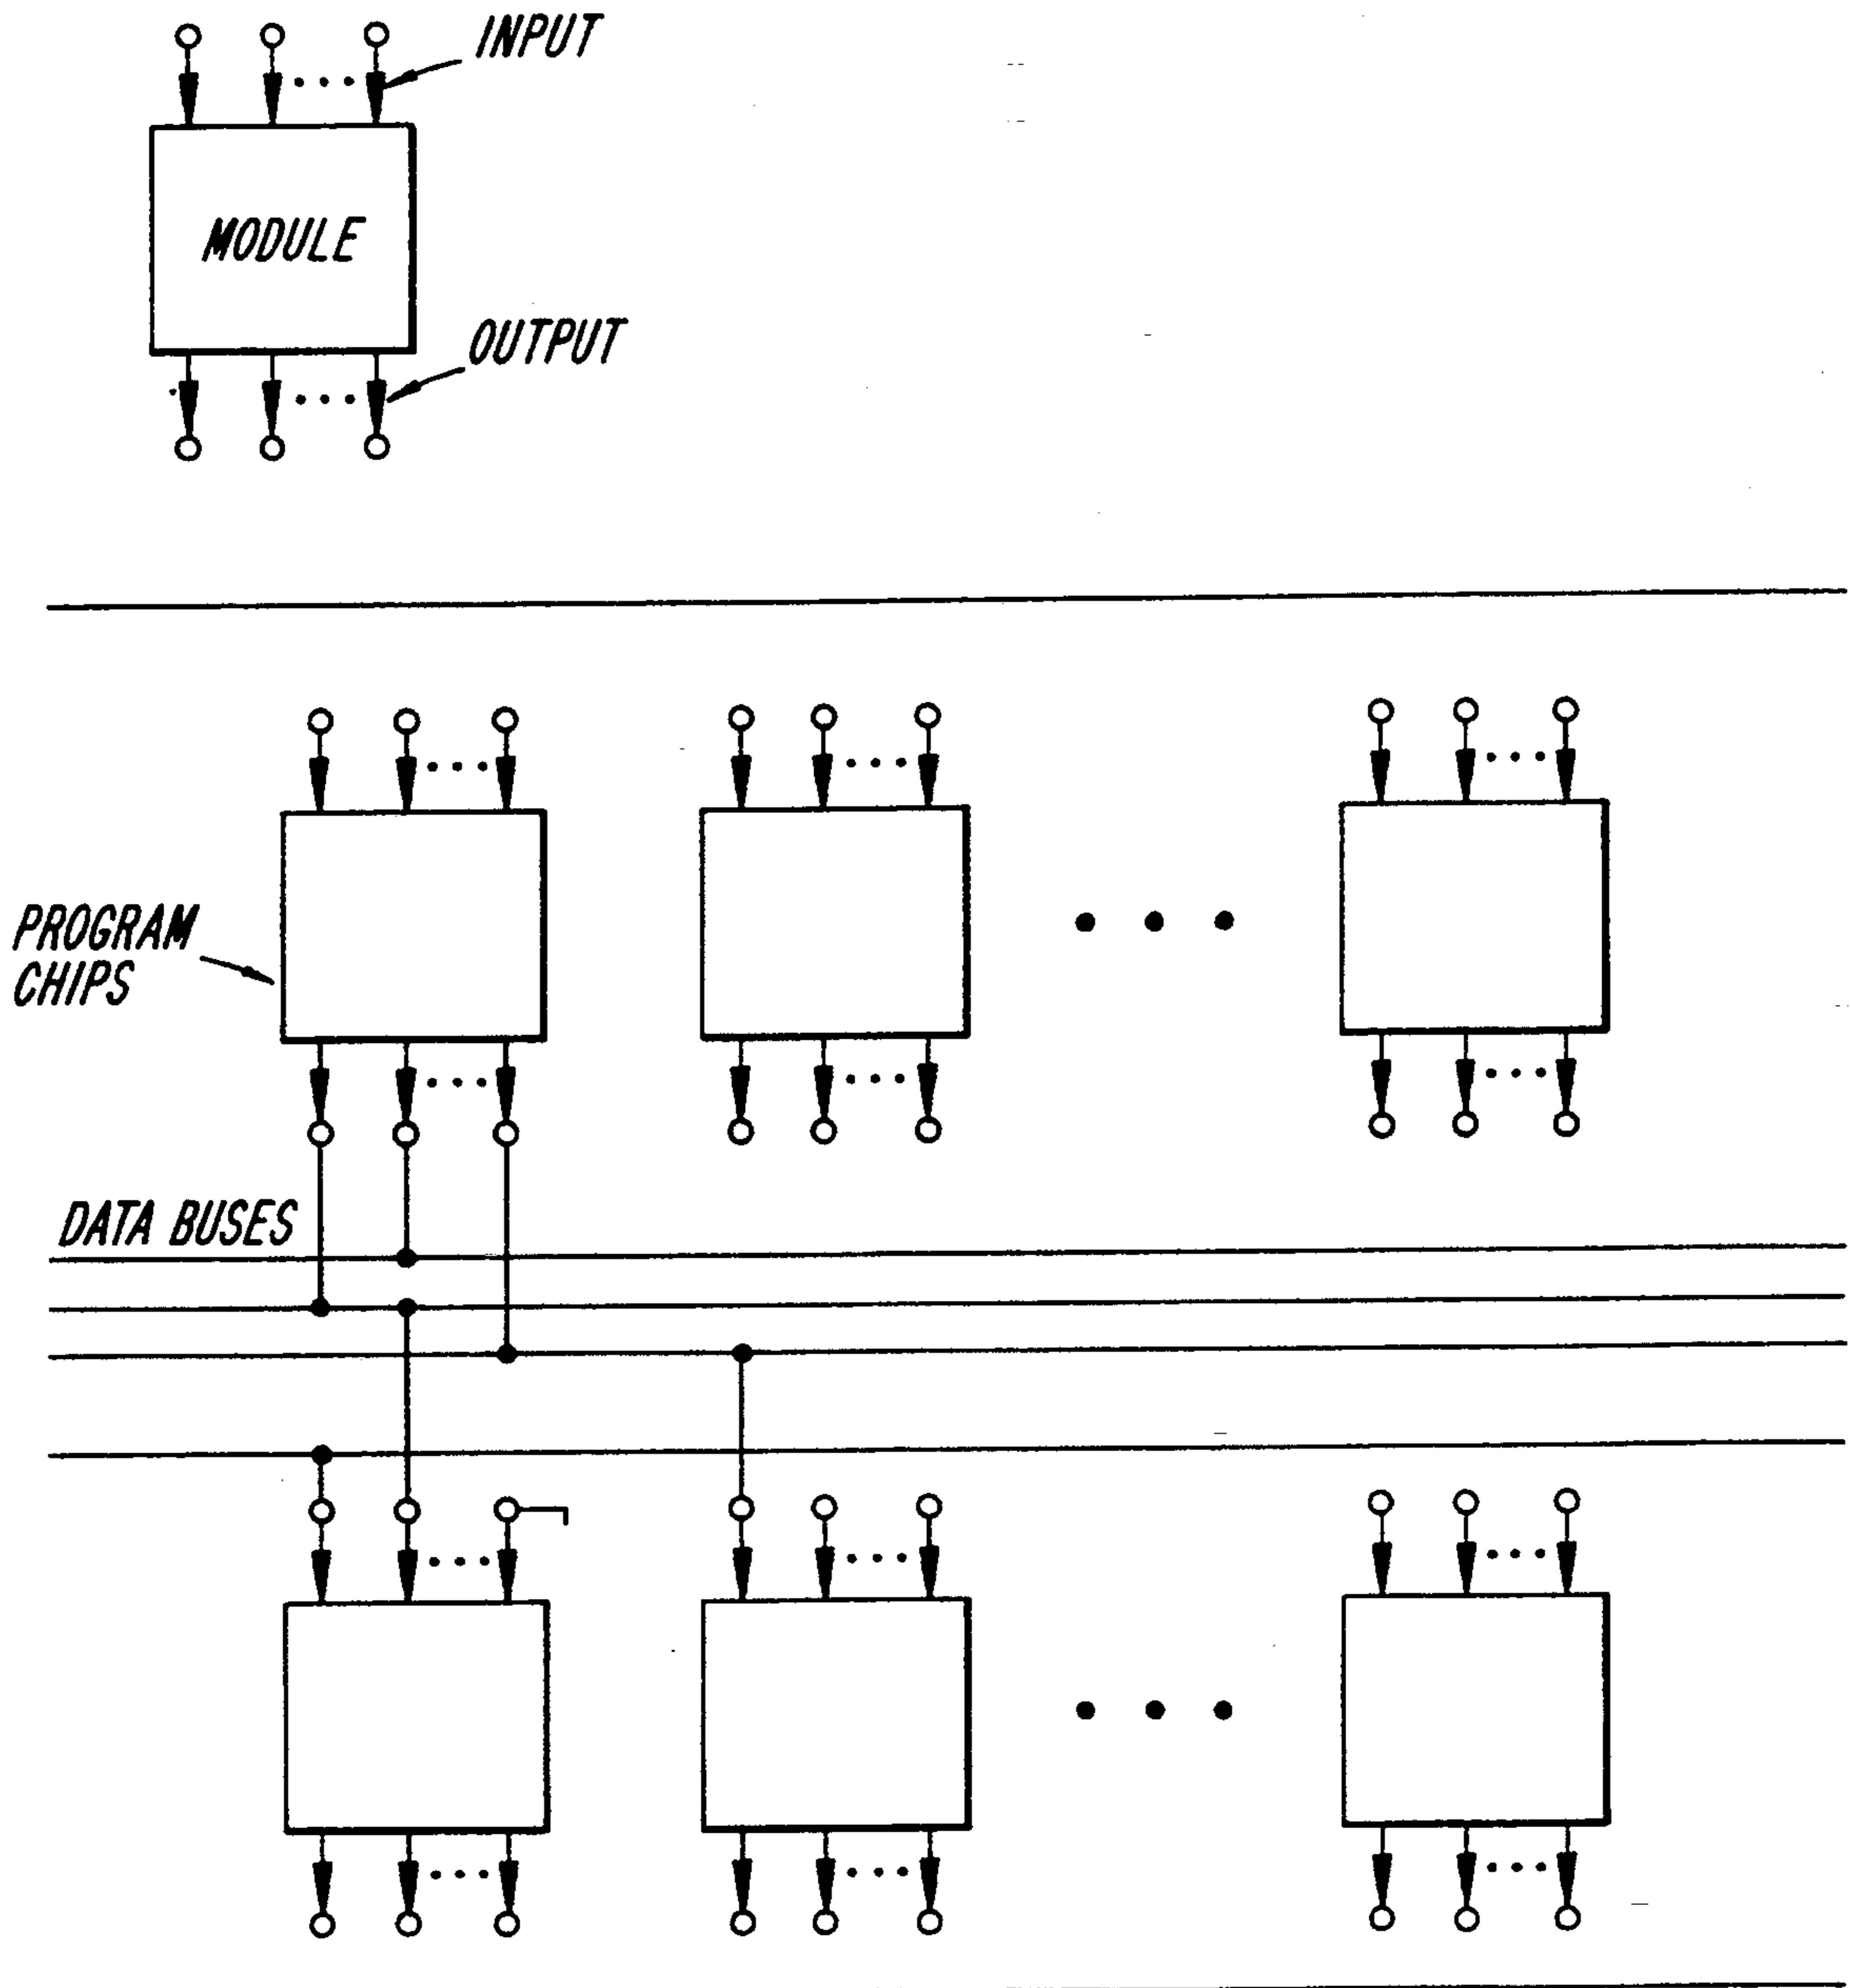 INPUT
MODULE
OUTPUT
PROGRAM
CHIPS
DATA BUSES